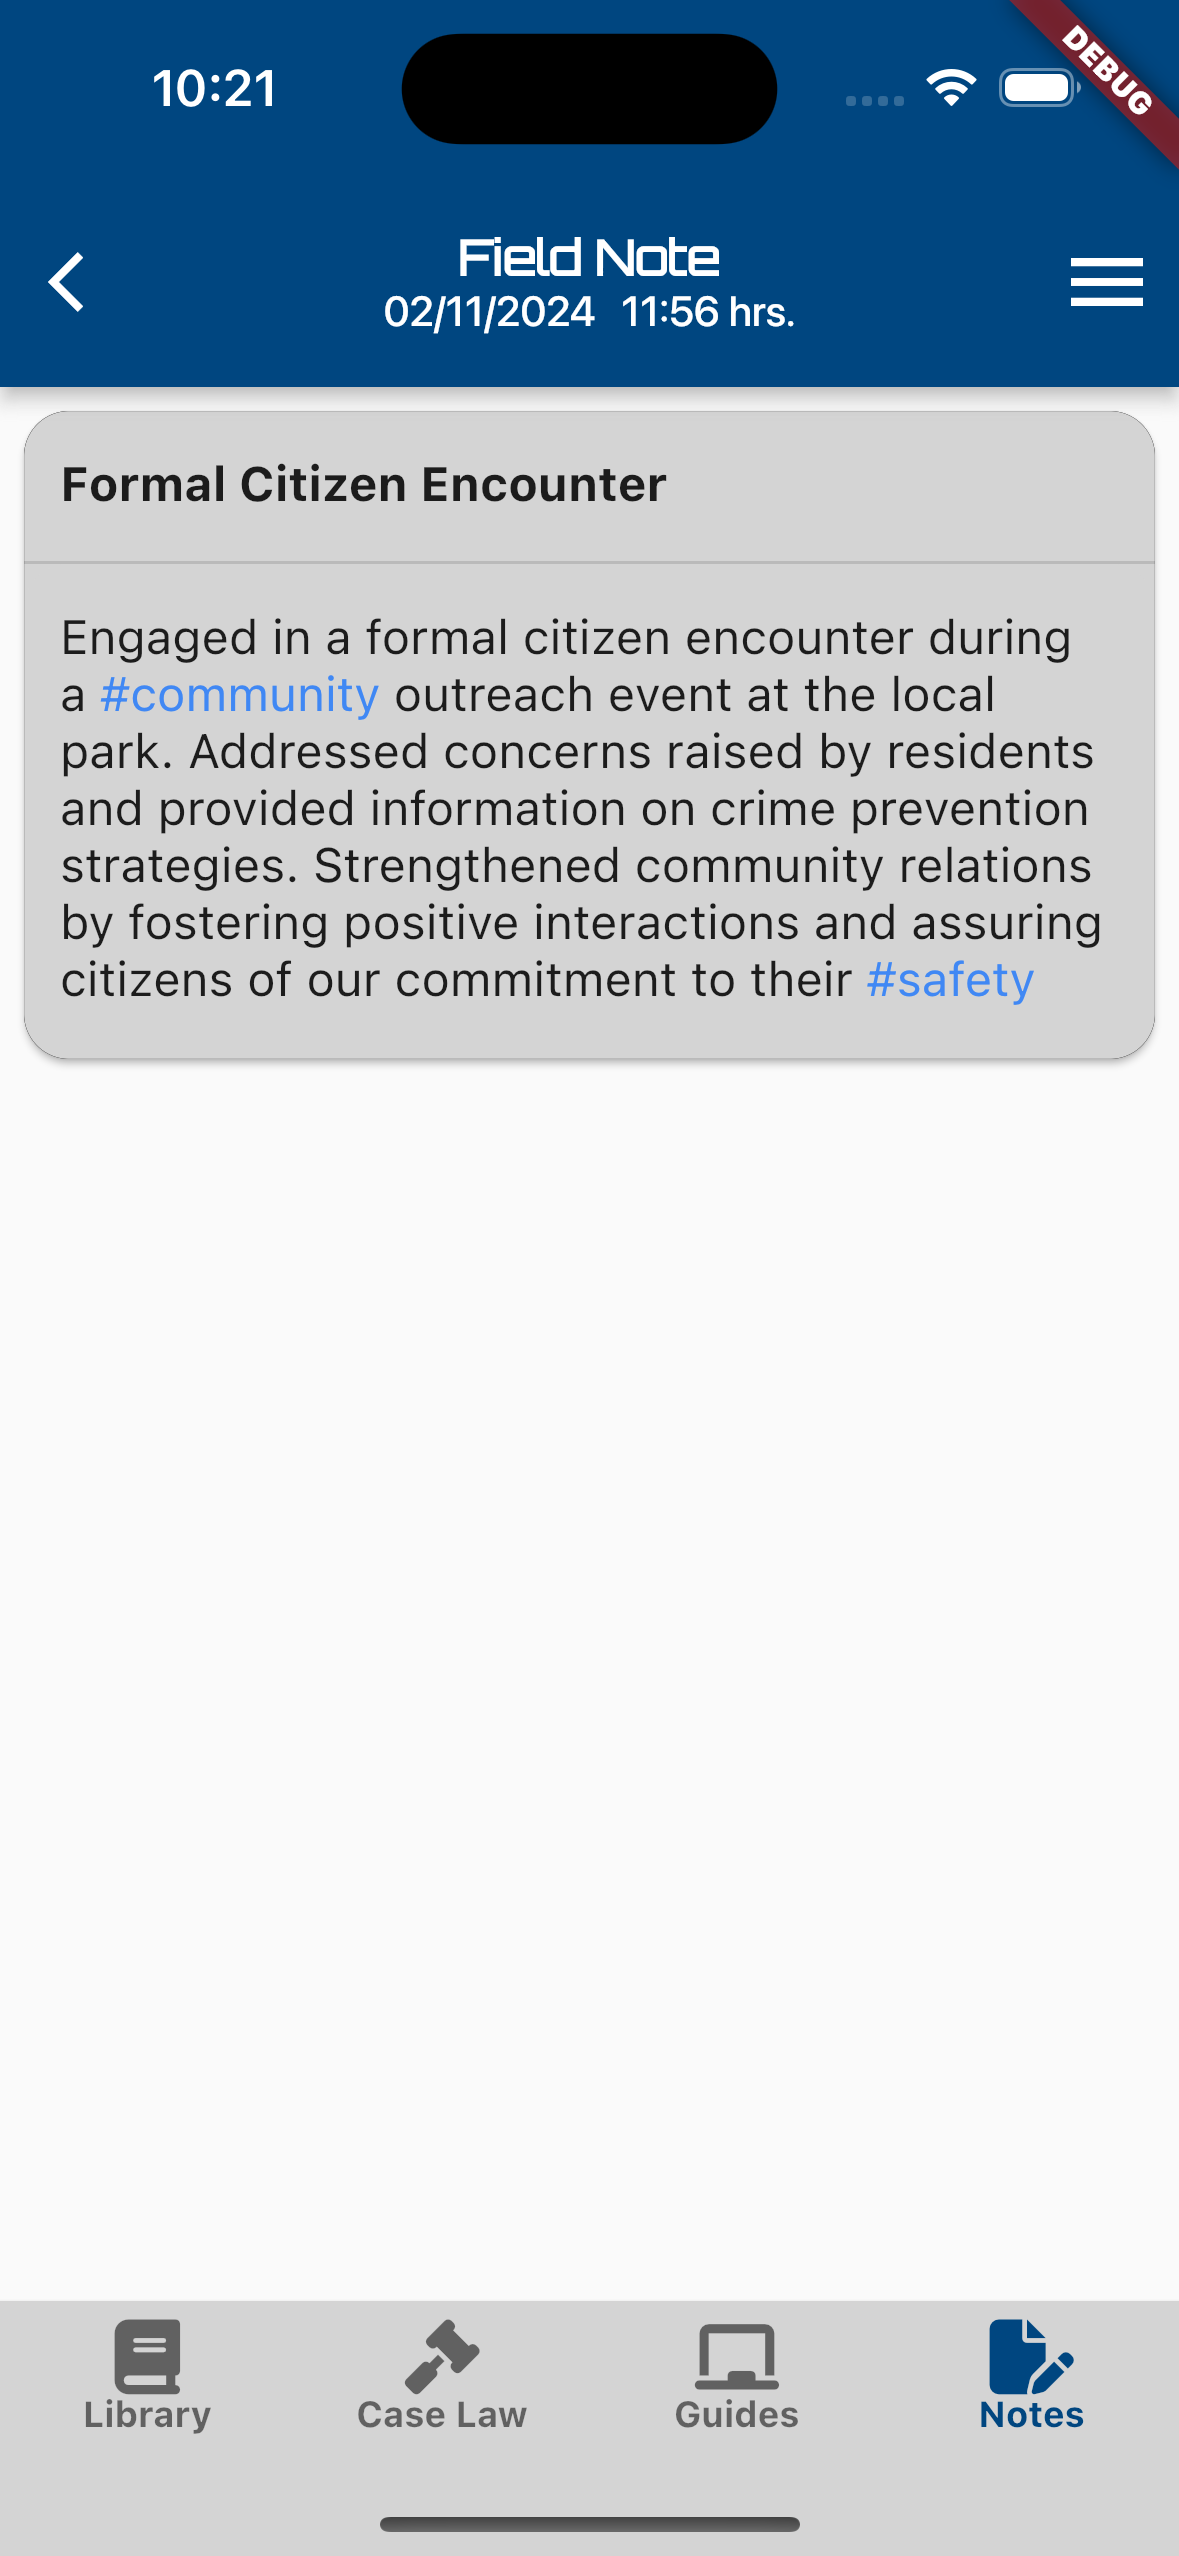 10:21
DEBUG
Field Note
02/11/2024 11:56 hrs.
Formal Citizen Encounter
Engaged in a formal citizen encounter during
a #community outreach event at the local
park. Addressed concerns raised by residents
and provided information on crime prevention
strategies. Strengthened community relations
by fostering positive interactions and assuring
citizens of our commitment to their #safety
Library
Case Law
Guides
Notes